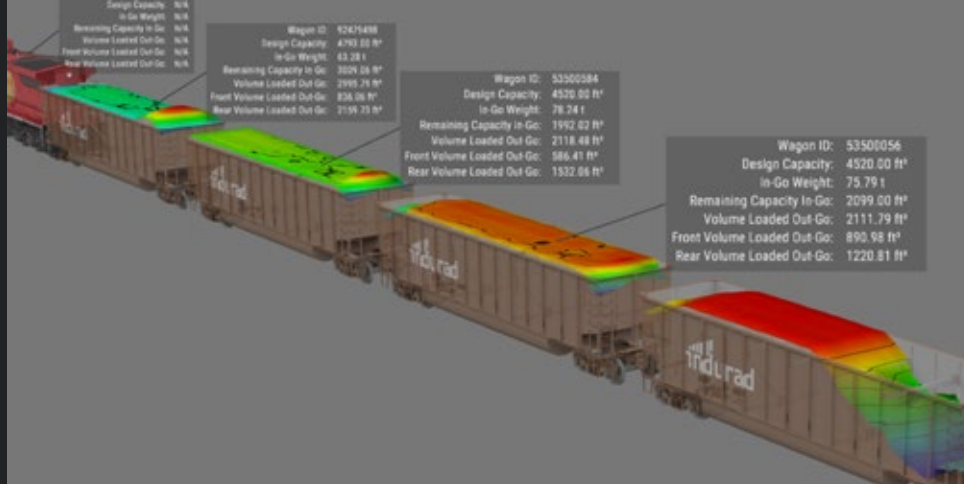 Design Capacity: N/A
In-Go Weight: N/A
Remaining Capacity In-Go: N/A
Volume Loaded Out-Go: N/A
Front Volume Loaded Out-Go: N/A
Rear Volume Loaded Out-Go: N/A
Wagon ID: 92425498
Design Capacity: 4793.00 ft³
In-Go Weight: 63.28 t
Remaining Capacity In-Go: 3029.06 ft³
Volume Loaded Out-Go: 2995.79 ft³
Front Volume Loaded Out-Go: 836.06 ft³
Rear Volume Loaded Out-Go: 2159.73 ft³
Wagon ID: 53500584
Design Capacity: 4520.00 ft³
In-Go Weight: 78.24 t
Remaining Capacity In-Go: 1992.02 ft³
Volume Loaded Out-Go: 2118.48 ft³
Front Volume Loaded Out-Go: 586.41 ft³
Rear Volume Loaded Out-Go: 1532.06 ft³
Wagon ID: 53500056
Design Capacity: 4520.00 ft³
In-Go Weight: 75.79 t
Remaining Capacity In-Go: 2099.00 ft³
Volume Loaded Out-Go: 2111.79 ft³
Front Volume Loaded Out-Go: 890.98 ft³
Rear Volume Loaded Out-Go: 1220.81 ft³
indurad
indurad
indurad
indurad